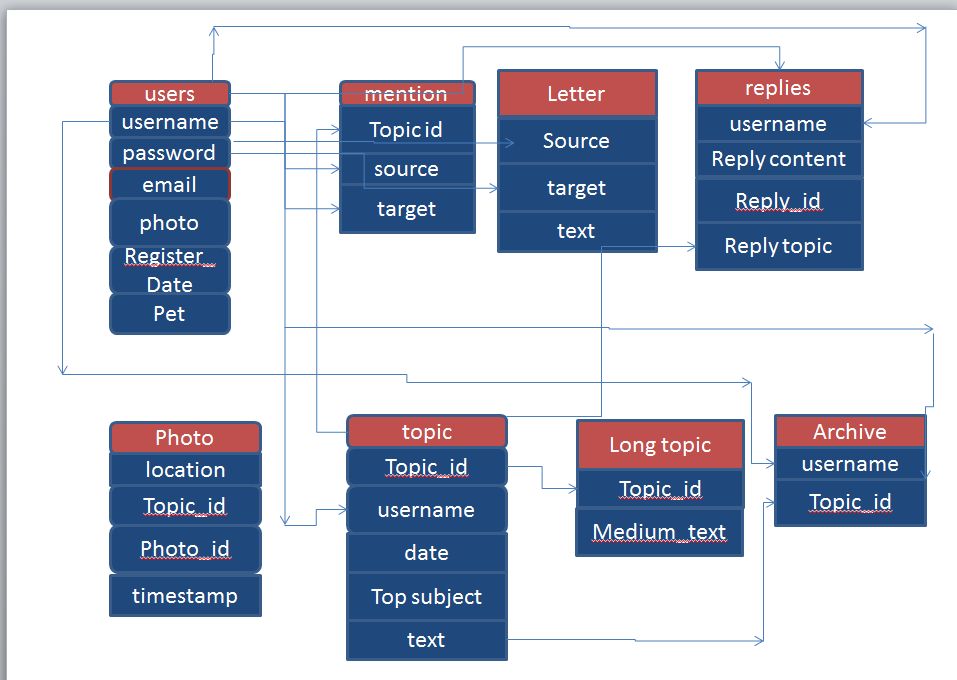 users
username
password
email
photo
Register_
Date
Pet
mention
Topic id
source
target
Letter
Source
target
text
replies
username
Reply content
Reply_id
Reply topic
Photo
location
Topic_id
Photo_id
timestamp
topic
Topic_id
username
date
Top subject
text
Long topic
Topic_id
Medium_text
Archive
username
Topic_id